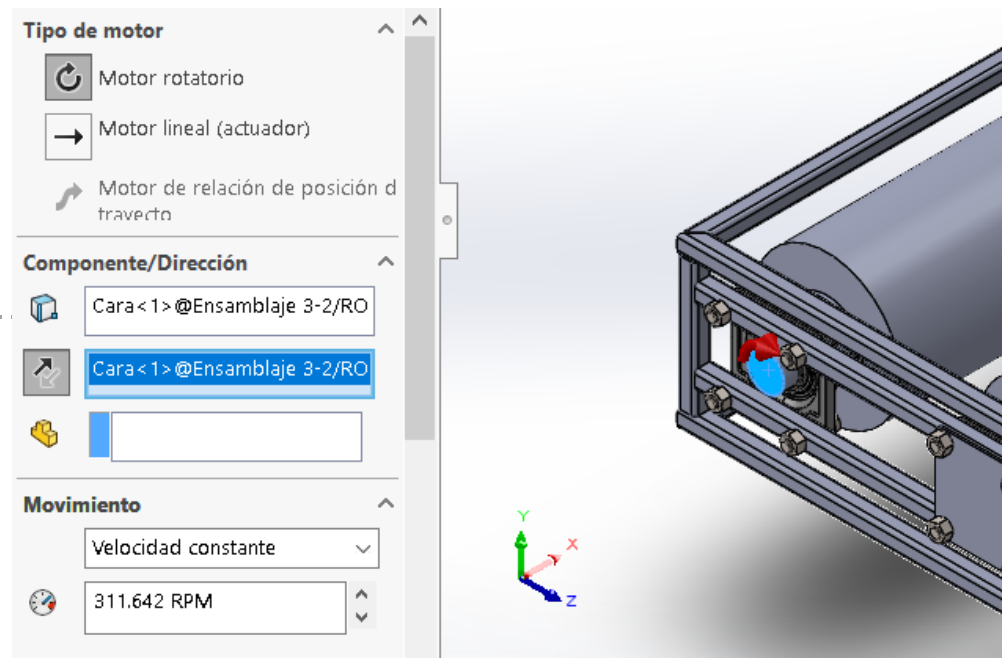 Tipo de motor
Motor rotatorio
Motor lineal (actuador)
Motor de relación de posición d
trayecto
Componente/Dirección
Cara<1>@Ensamblaje 3-2/RO
Cara<1>@Ensamblaje 3-2/RO
Movimiento
Velocidad constante
311.642 RPM
Y
X
Z